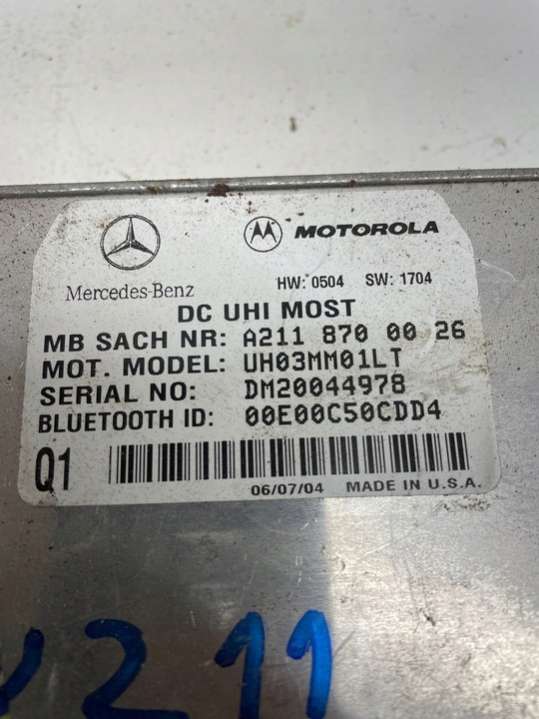 MOTOROLA
Mercedes-Benz
HW: 0504 SW: 1704
DC UHI MOST
MB SACH NR: A211 870 00 26
MOT. MODEL: UH03MM01LT
SERIAL NO: DM20044978
BLUETOOTH ID: 00E00C50CDD4
Q1
06/07/04 MADE IN U.S.A.
211